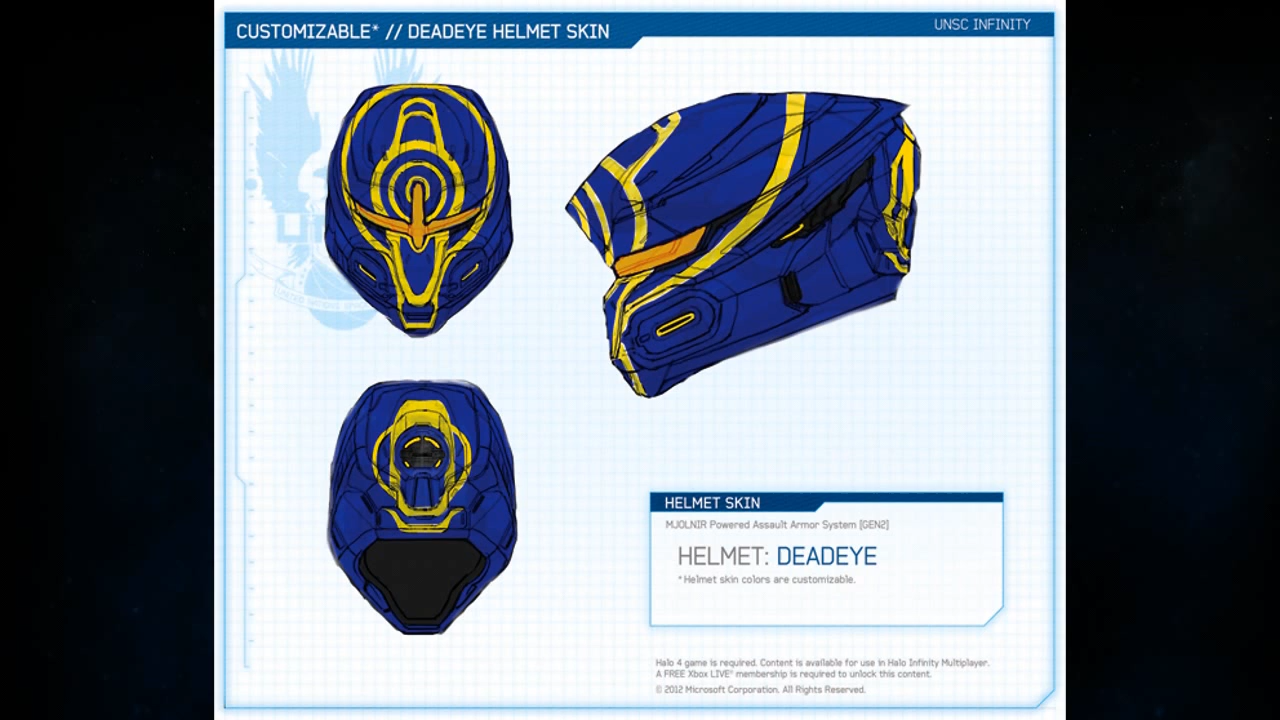 CUSTOMIZABLE* // DEADEYE HELMET SKIN
UNSC INFINITY
HELMET SKIN
MJOLNIR Powered Assault Armor System [GEN2]
HELMET: DEADEYE
*Helmet skin colors are customizable.
Halo 4 game is required. Content is available for use in Halo Infinity Multiplayer.
A FREE Xbox LIVE® membership is required to unlock this content.
© 2012 Microsoft Corporation. All Rights Reserved.